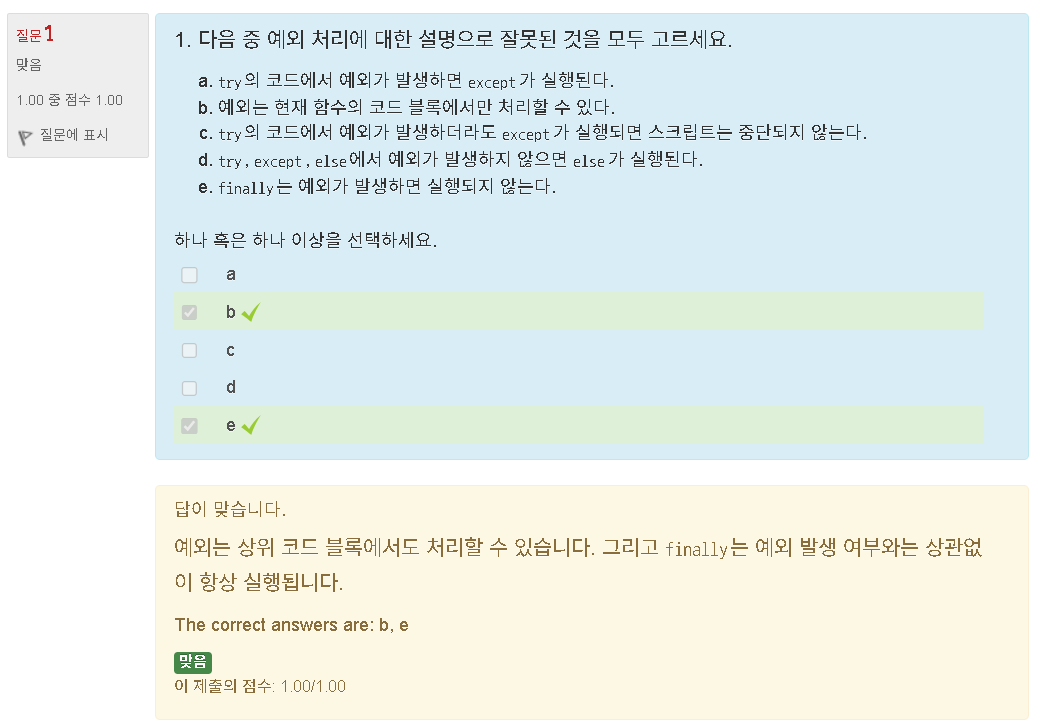 질문 1
맞음
1.00 중 점수 1.00
질문에 표시
1. 다음 중 예외 처리에 대한 설명으로 잘못된 것을 모두 고르세요.
a. try의 코드에서 예외가 발생하면 except가 실행된다.
b. 예외는 현재 함수의 코드 블록에서만 처리할 수 있다.
c. try의 코드에서 예외가 발생하더라도 except가 실행되면 스크립트는 중단되지 않는다.
d. try, except, else에서 예외가 발생하지 않으면 else가 실행된다.
e. finally는 예외가 발생하면 실행되지 않는다.
하나 혹은 하나 이상을 선택하세요.
a
b
c
d
e
답이 맞습니다.
예외는 상위 코드 블록에서도 처리할 수 있습니다. 그리고 finally는 예외 발생 여부와는 상관없
이 항상 실행됩니다.
The correct answers are: b, e
맞음
이 제출의 점수: 1.00/1.00